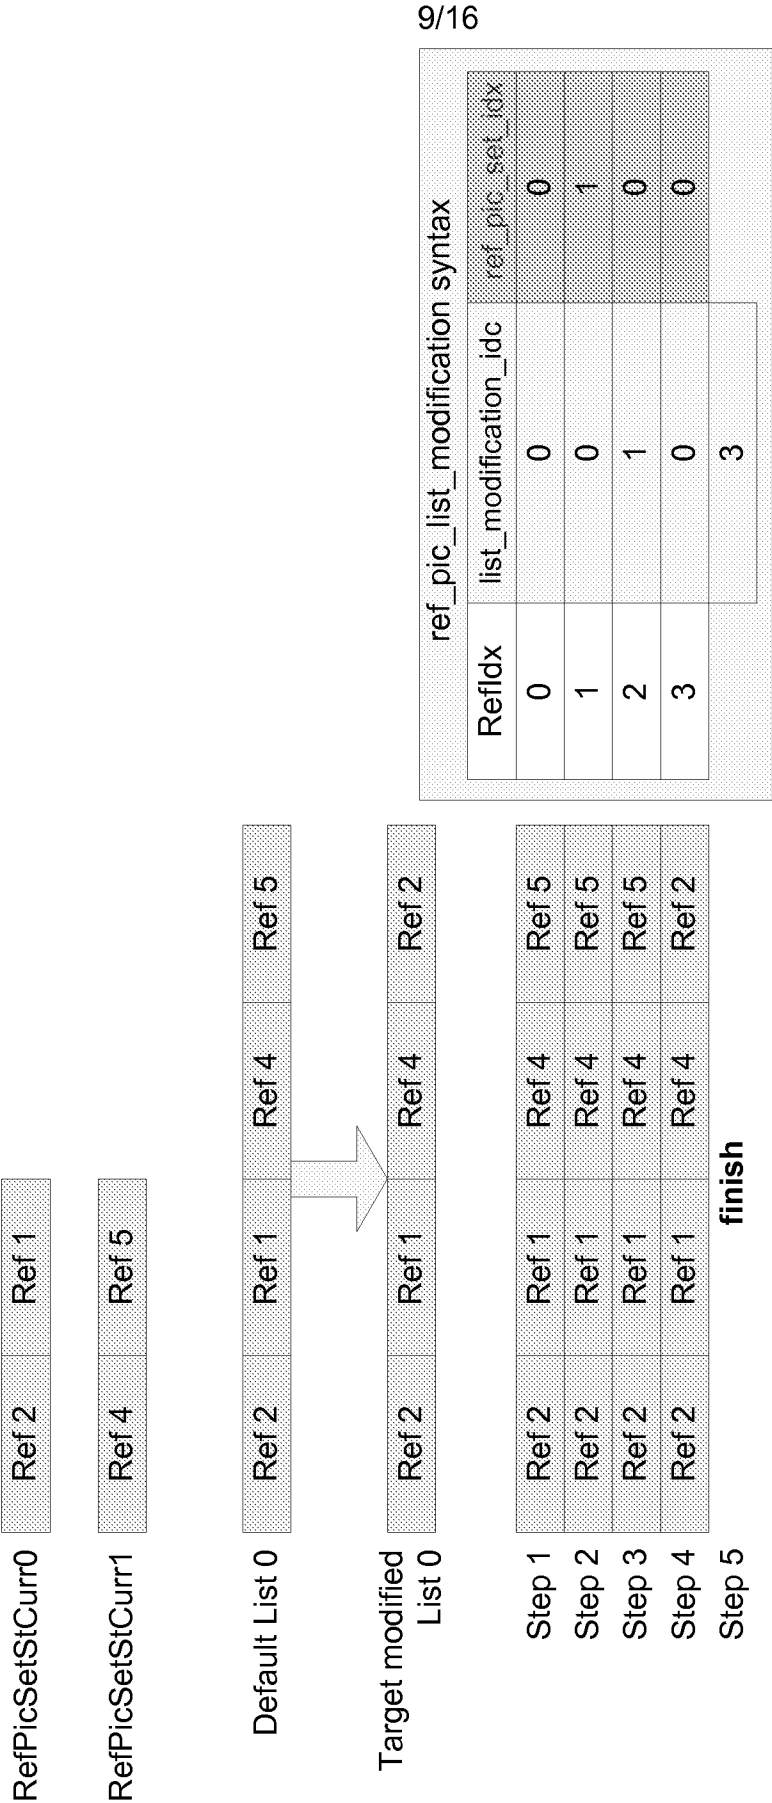 9/16
RefPicSetStCurr0 Ref 2 Ref 1
RefPicSetStCurr1 Ref 4 Ref 5
Default List 0 Ref 2 Ref 1 Ref 4 Ref 5
Target modified
List 0 Ref 2 Ref 1 Ref 4 Ref 2
Step 1 Ref 2 Ref 1 Ref 4 Ref 5
Step 2 Ref 2 Ref 1 Ref 4 Ref 5
Step 3 Ref 2 Ref 1 Ref 4 Ref 5
Step 4 Ref 2 Ref 1 Ref 4 Ref 2
Step 5 finish
ref_pic_list_modification syntax
RefIdx list_modification_idc ref_pic_set_idx
0 0 0
1 0 1
2 1 0
3 0 0
3